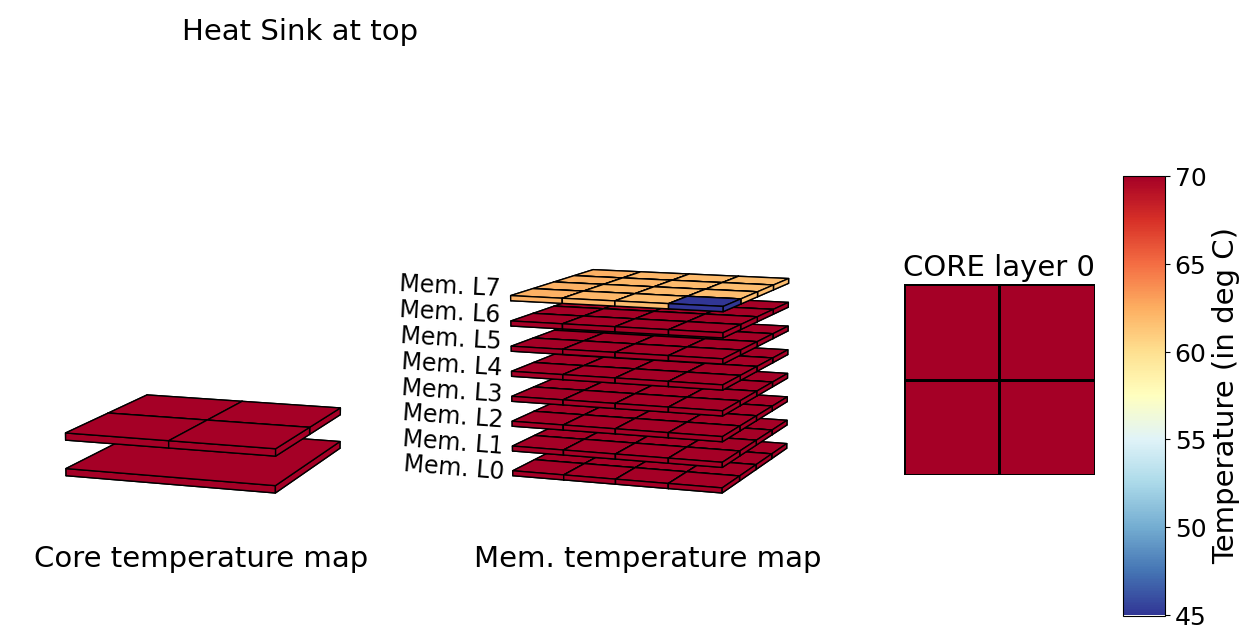 Heat Sink at top
Mem. L7
Mem. L6
Mem. L5
Mem. L4
Mem. L3
Mem. L2
Mem. L1
Mem. L0
Core temperature map
Mem. temperature map
CORE layer 0
70
65
60
55
50
45
Temperature (in deg C)